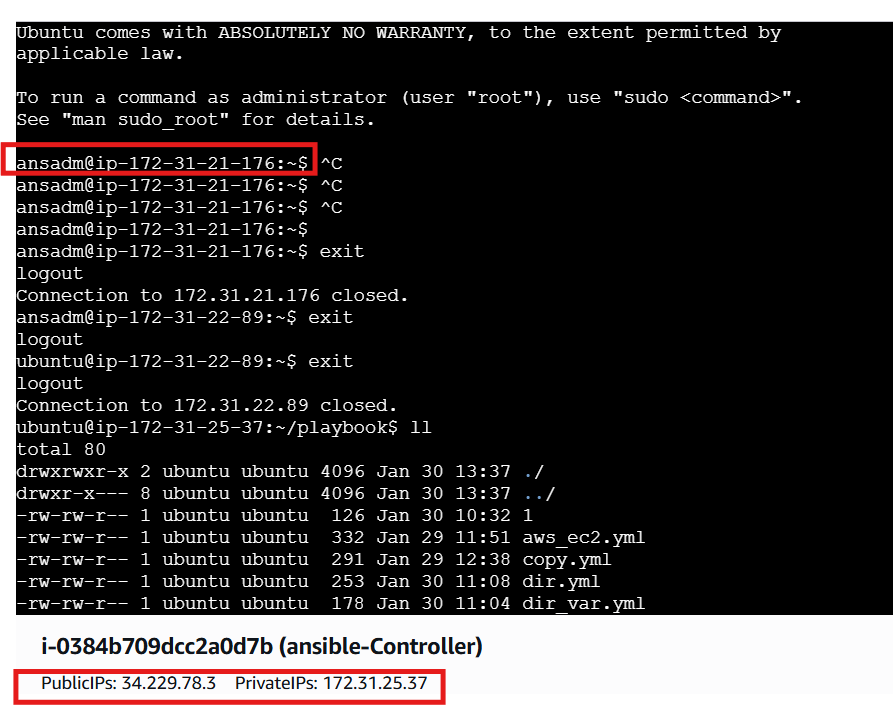 Ubuntu comes with ABSOLUTELY NO WARRANTY, to the extent permitted by
applicable law.
To run a command as administrator (user "root"), use "sudo <command>".
See "man sudo_root" for details.
ansadm@ip-172-31-21-176:~$ ^C
ansadm@ip-172-31-21-176:~$ ^C
ansadm@ip-172-31-21-176:~$ ^C
ansadm@ip-172-31-21-176:~$
ansadm@ip-172-31-21-176:~$ exit
logout
Connection to 172.31.21.176 closed.
ansadm@ip-172-31-22-89:~$ exit
logout
ubuntu@ip-172-31-22-89:~$ exit
logout
Connection to 172.31.22.89 closed.
ubuntu@ip-172-31-25-37:~/playbook$ ll
total 80
drwxrwxr-x 2 ubuntu ubuntu 4096 Jan 30 13:37 ./
drwxr-x--- 8 ubuntu ubuntu 4096 Jan 30 13:37 ../
-rw-rw-r-- 1 ubuntu ubuntu  126 Jan 30 10:32 1
-rw-rw-r-- 1 ubuntu ubuntu  332 Jan 29 11:51 aws_ec2.yml
-rw-rw-r-- 1 ubuntu ubuntu  291 Jan 29 12:38 copy.yml
-rw-rw-r-- 1 ubuntu ubuntu  253 Jan 30 11:08 dir.yml
-rw-rw-r-- 1 ubuntu ubuntu  178 Jan 30 11:04 dir_var.yml
i-0384b709dcc2a0d7b (ansible-Controller)
PublicIPs: 34.229.78.3 PrivateIPs: 172.31.25.37